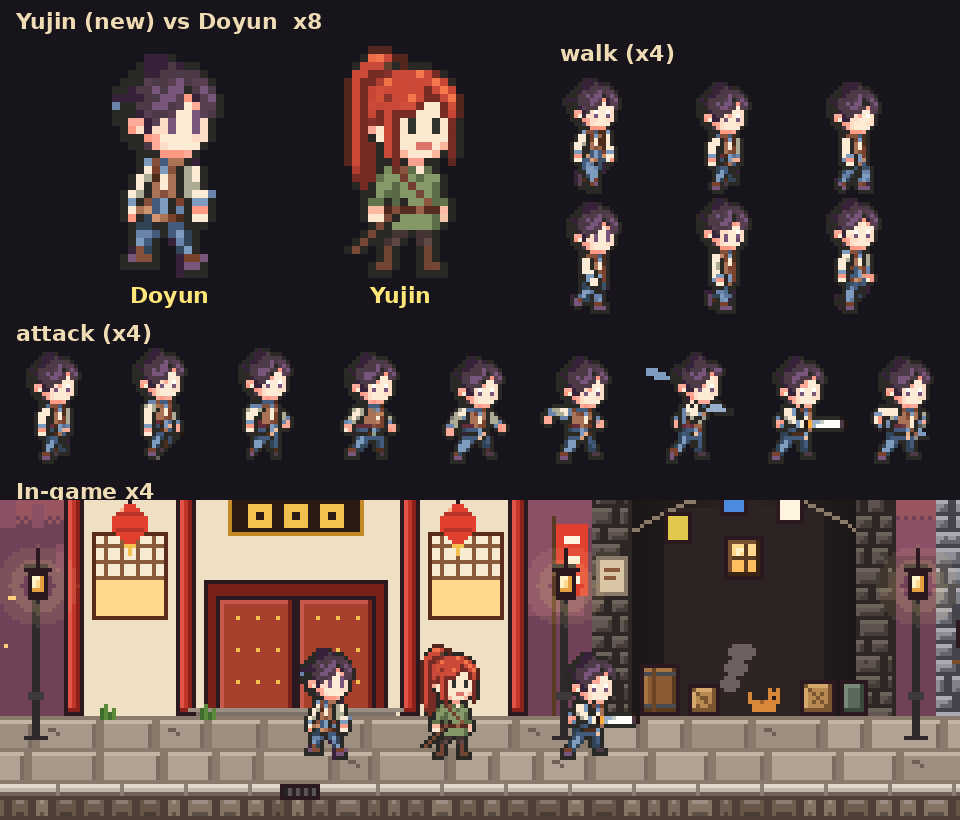 Yujin (new) vs Doyun  x8
walk (x4)
Doyun
Yujin
attack (x4)
In-game x4